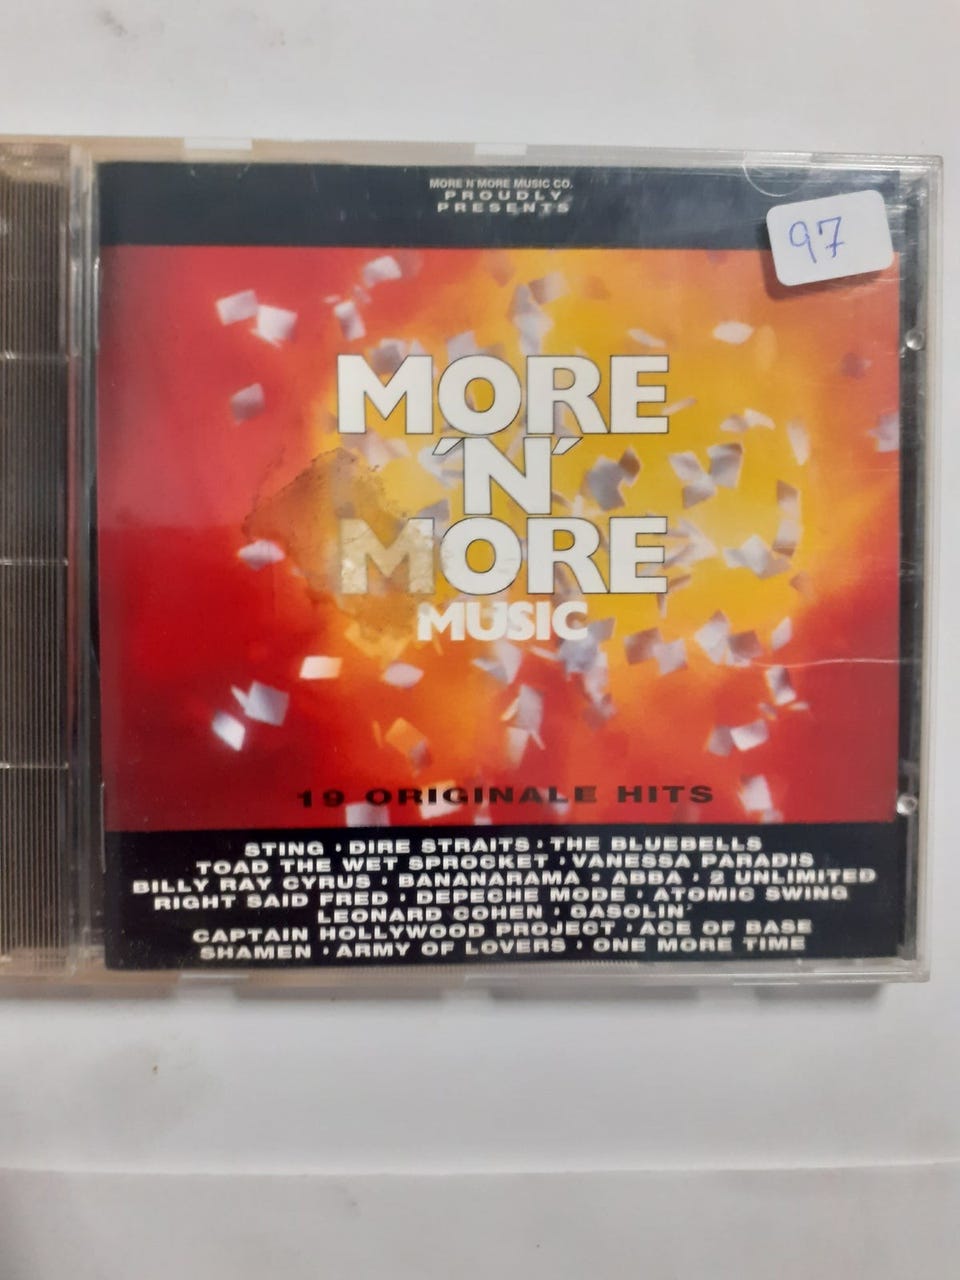 MORE N MORE MUSIC CO.
PROUDLY
PRESENTS
97
MORE
'N'
MORE
MUSIC
19 ORIGINALE HITS
STING · DIRE STRAITS · THE BLUEBELLS
TOAD THE WET SPROCKET · VANESSA PARADIS
BILLY RAY CYRUS · BANANARAMA · ABBA · 2 UNLIMITED
RIGHT SAID FRED · DEPECHE MODE · ATOMIC SWING
LEONARD COHEN · GASOLIN'
CAPTAIN HOLLYWOOD PROJECT · ACE OF BASE
SHAMEN · ARMY OF LOVERS · ONE MORE TIME